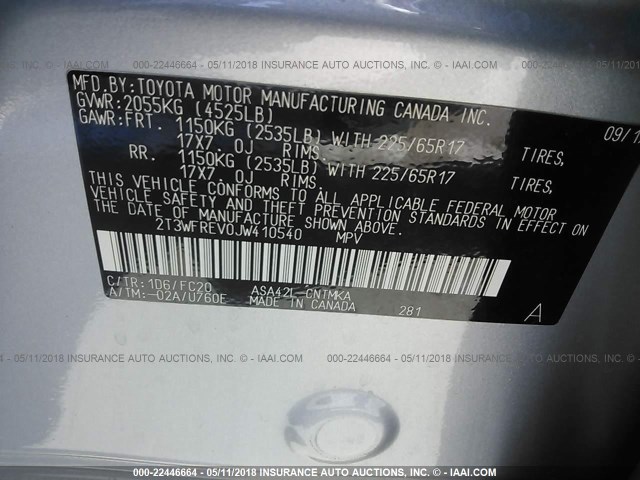 000-22446664 - 05/11/2018 INSURANCE AUTO AUCTIONS, INC. © - IAAI.COM
MFD.BY:TOYOTA MOTOR MANUFACTURING CANADA INC.
GVWR:2055KG (4525LB) 09/1
GAWR:FRT. 1150KG (2535LB) WITH 225/65R17 TIRES,
17X7.0J RIMS.
RR. 1150KG (2535LB) WITH 225/65R17 TIRES,
17X7.0J RIMS.
THIS VEHICLE CONFORMS TO ALL APPLICABLE FEDERAL MOTOR
VEHICLE SAFETY AND THEFT PREVENTION STANDARDS IN EFFECT
ON THE DATE OF MANUFACTURE SHOWN ABOVE.
2T3WFREV0JW410540 MPV
C/TR:1D6/FC20 ASA42L-CNTMKA
A/TM:-02A/U760E MADE IN CANADA 281 A
000-22446664 - 05/11/2018 INSURANCE AUTO AUCTIONS, INC. © - IAAI.COM
000-22446664 - 05/11/2018 INSURANCE AUTO AUCTIONS, INC. © - IAAI.COM